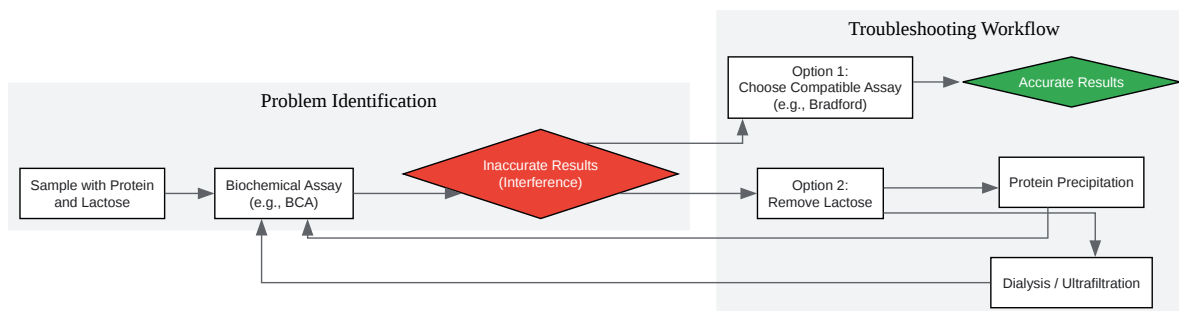 Troubleshooting Workflow
Problem Identification
Sample with Protein
and Lactose
Biochemical Assay
(e.g., BCA)
Inaccurate Results
(Interference)
Option 1:
Choose Compatible Assay
(e.g., Bradford)
Accurate Results
Option 2:
Remove Lactose
Protein Precipitation
Dialysis / Ultrafiltration